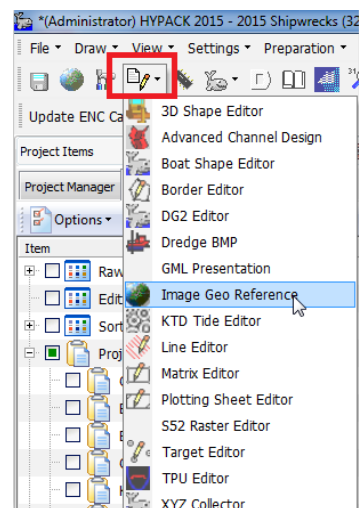 *(Administrator) HYPACK 2015 - 2015 Shipwrecks (32
File Draw View Settings Preparation
Update ENC Ca
Project Items
Project Manager
Options
Item
Raw
Edit
Sort
Proj
3D Shape Editor
Advanced Channel Design
Boat Shape Editor
Border Editor
DG2 Editor
Dredge BMP
GML Presentation
Image Geo Reference
KTD Tide Editor
Line Editor
Matrix Editor
Plotting Sheet Editor
S52 Raster Editor
Target Editor
TPU Editor
XYZ Collector